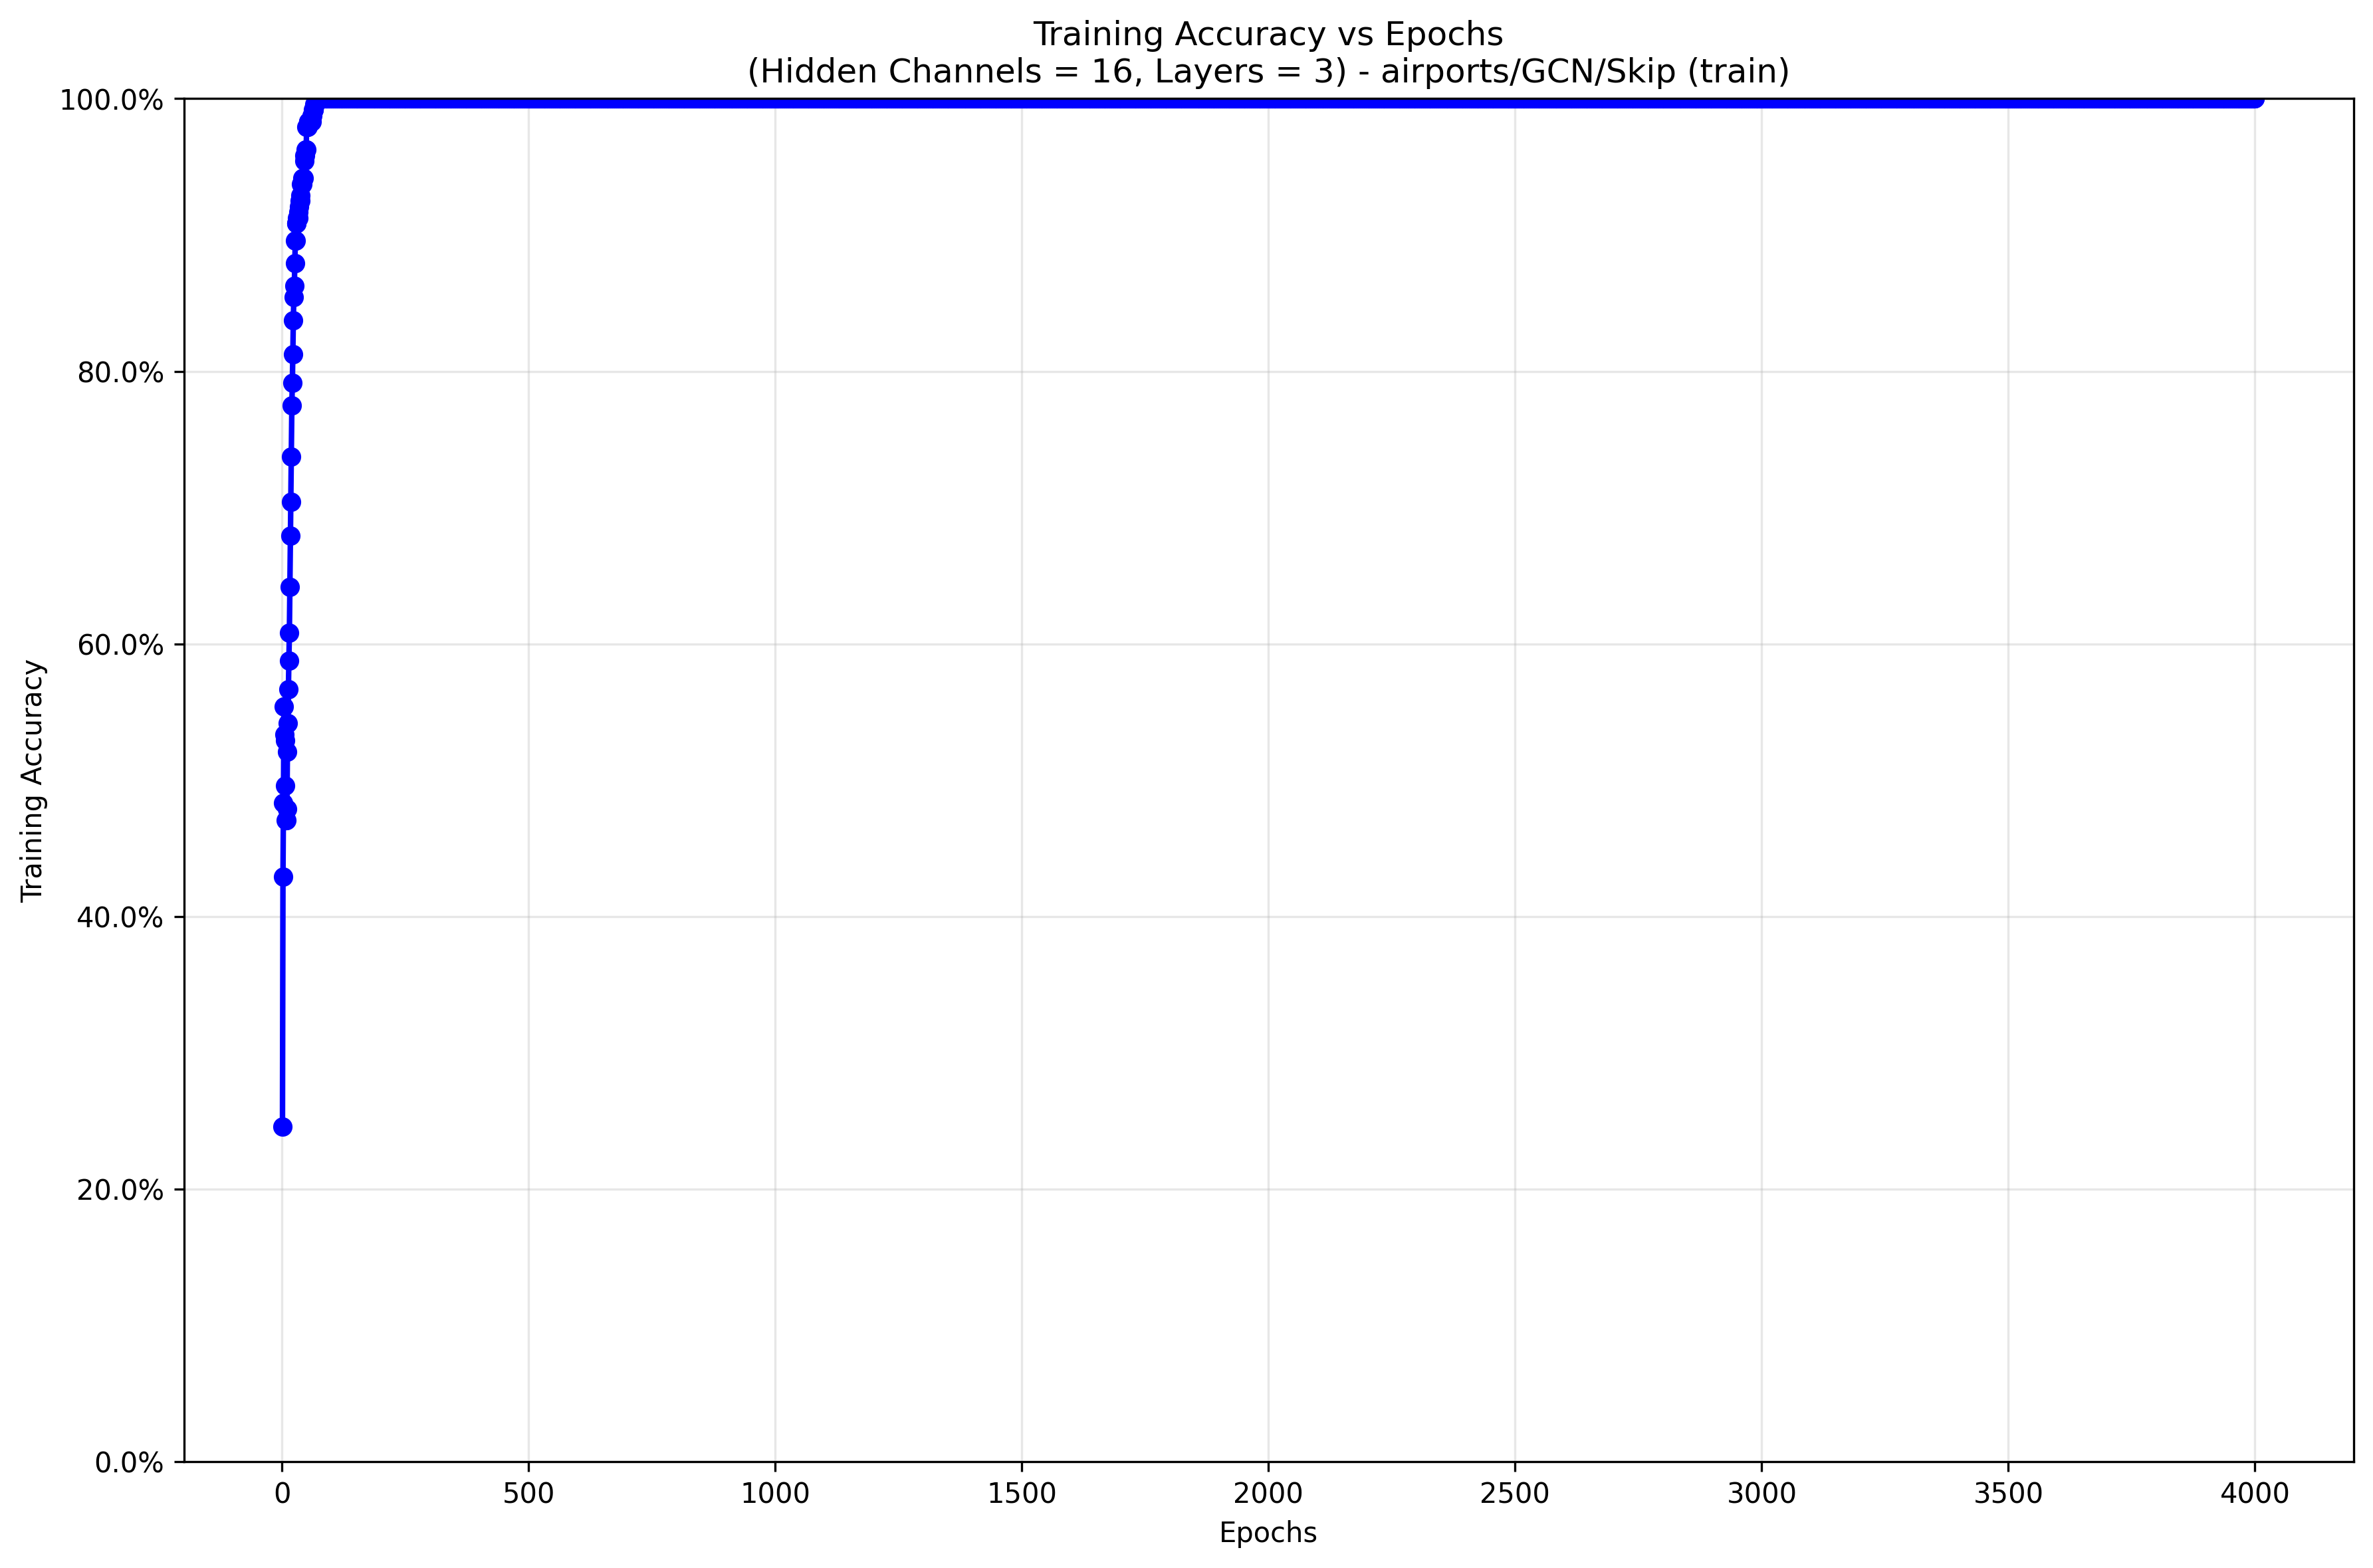 Training Accuracy vs Epochs
(Hidden Channels = 16, Layers = 3) - airports/GCN/Skip (train)
100.0%
80.0%
60.0%
40.0%
20.0%
0.0%
Training Accuracy
0 500 1000 1500 2000 2500 3000 3500 4000
Epochs